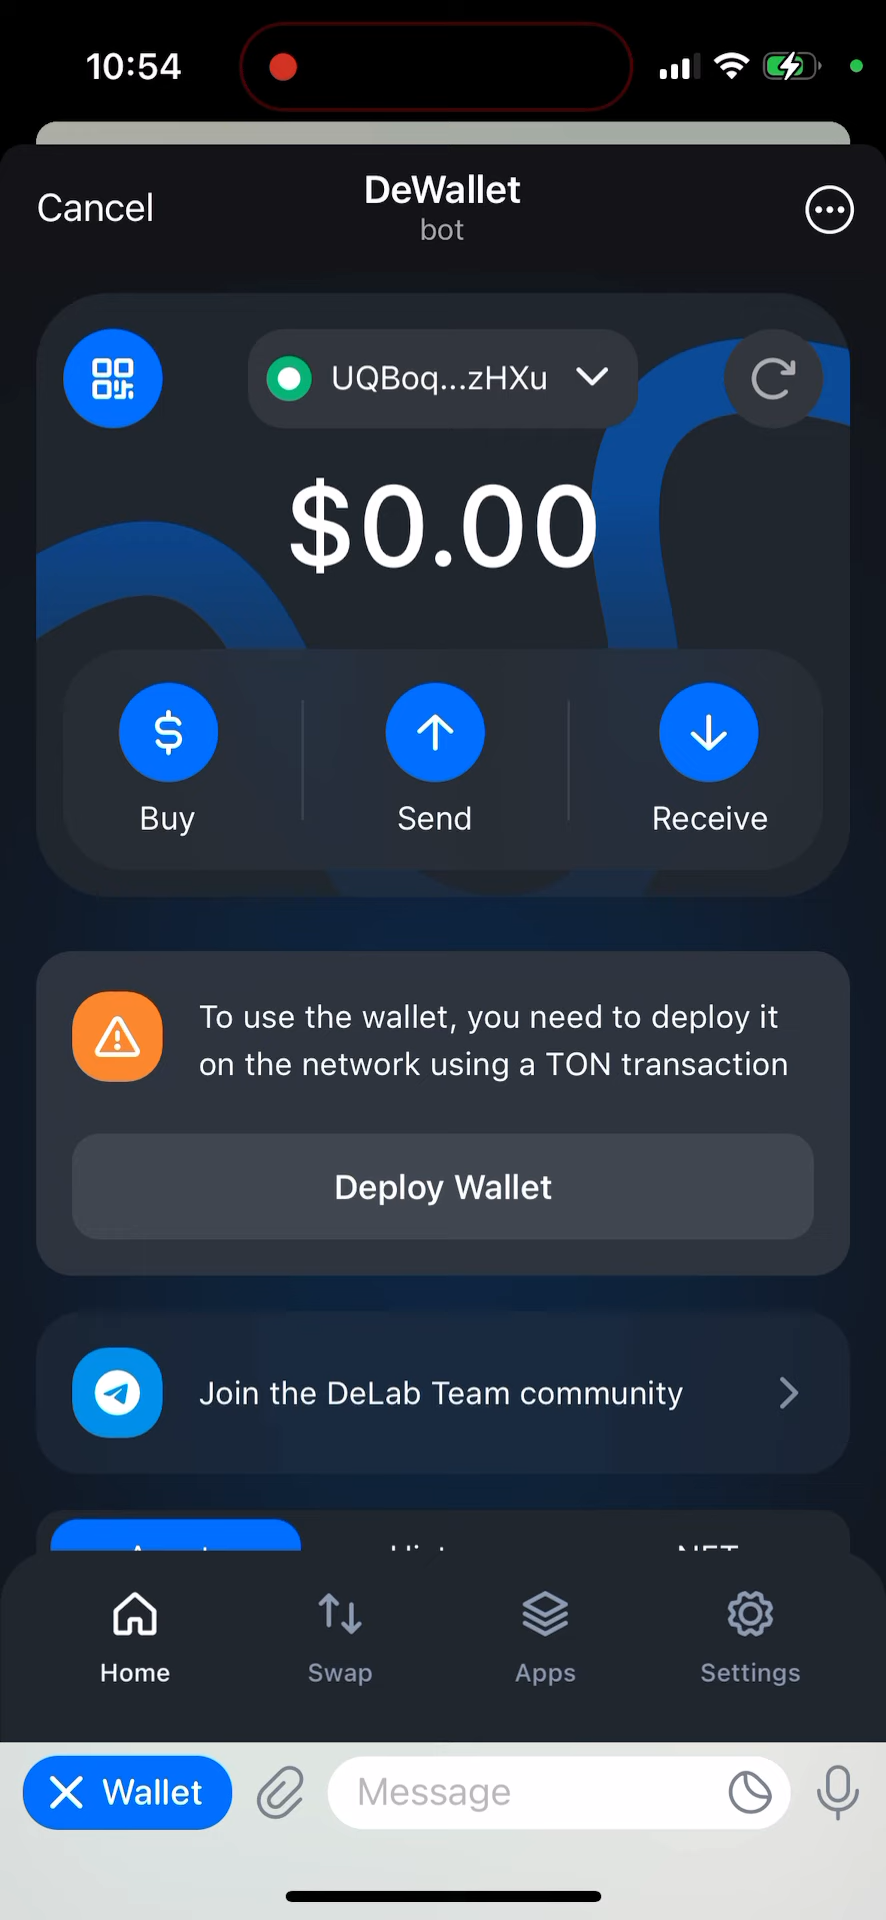 10:54
Cancel
DeWallet
bot
UQBoq...zHXu
$0.00
Buy
Send
Receive
To use the wallet, you need to deploy it
on the network using a TON transaction
Deploy Wallet
Join the DeLab Team community
NFT
Home
Swap
Apps
Settings
Wallet
Message